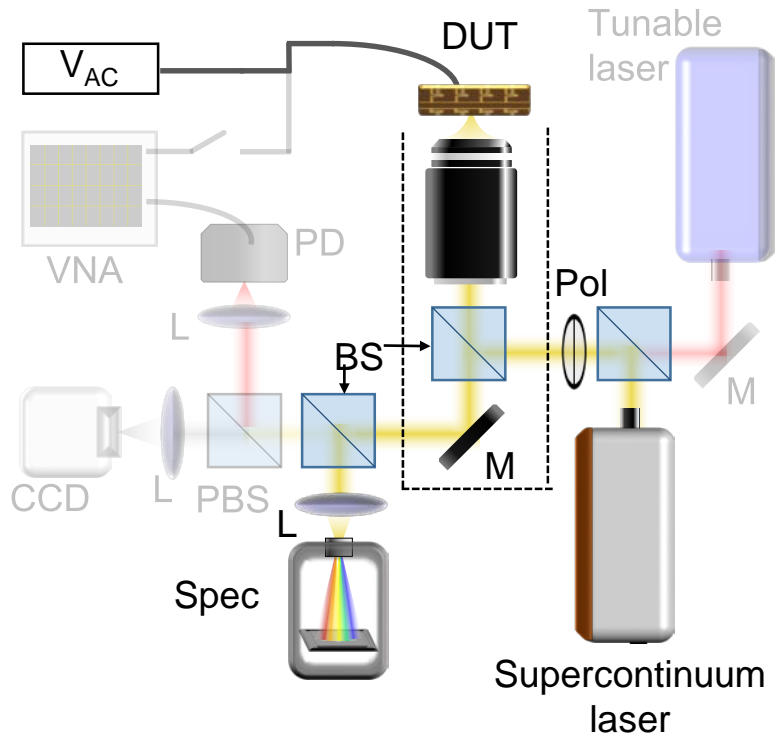 DUT
Tunable
laser
V_AC
PD
VNA
Pol
L
BS
M
M
CCD
L
PBS
L
Spec
Supercontinuum
laser